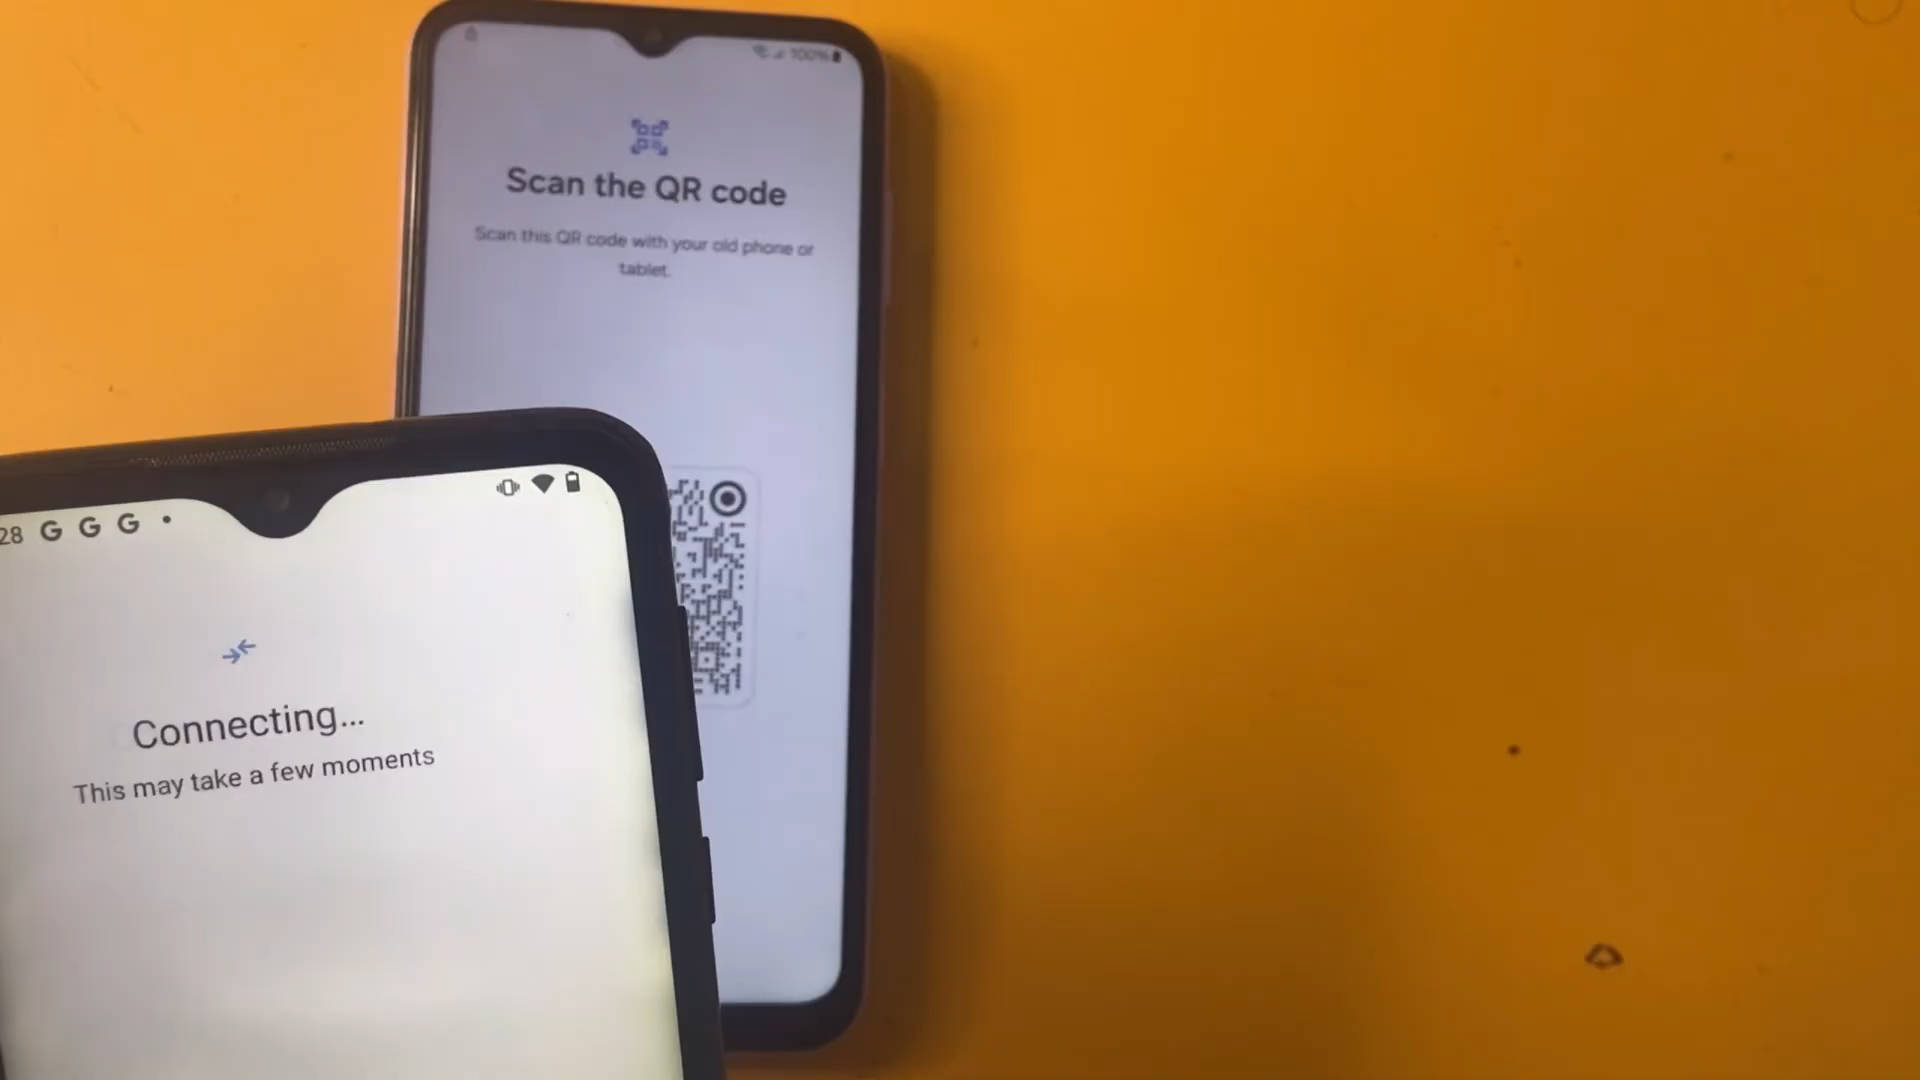 100%
Scan the QR code
Scan this QR code with your old phone or
tablet.
28 G G G
Connecting...
This may take a few moments